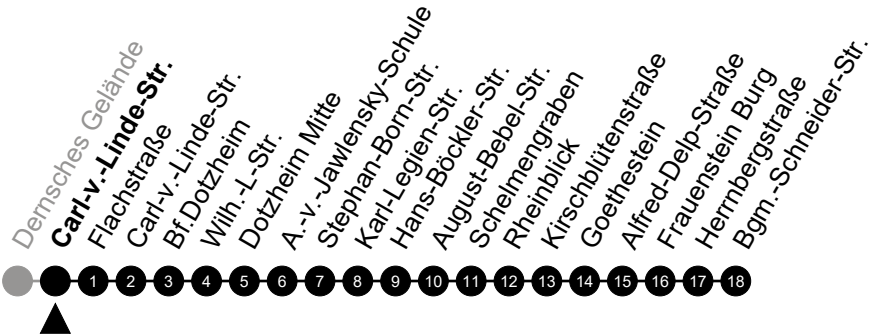 Dernsches Gelände
Carl-v.-Linde-Str.
Flachstraße
Carl-v.-Linde-Str.
Bf.Dotzheim
Wilh.-L-Str.
Dotzheim Mitte
A.-v.-Jawlensky-Schule
Stephan-Born-Str.
Karl-Legien-Str.
Hans-Böckler-Str.
August-Bebel-Str.
Schelmengraben
Rheinblick
Kirschblütenstraße
Goethestein
Alfred-Delp-Straße
Frauenstein Burg
Herrnbergstraße
Bgm.-Schneider-Str.
1 2 3 4 5 6 7 8 9 10 11 12 13 14 15 16 17 18